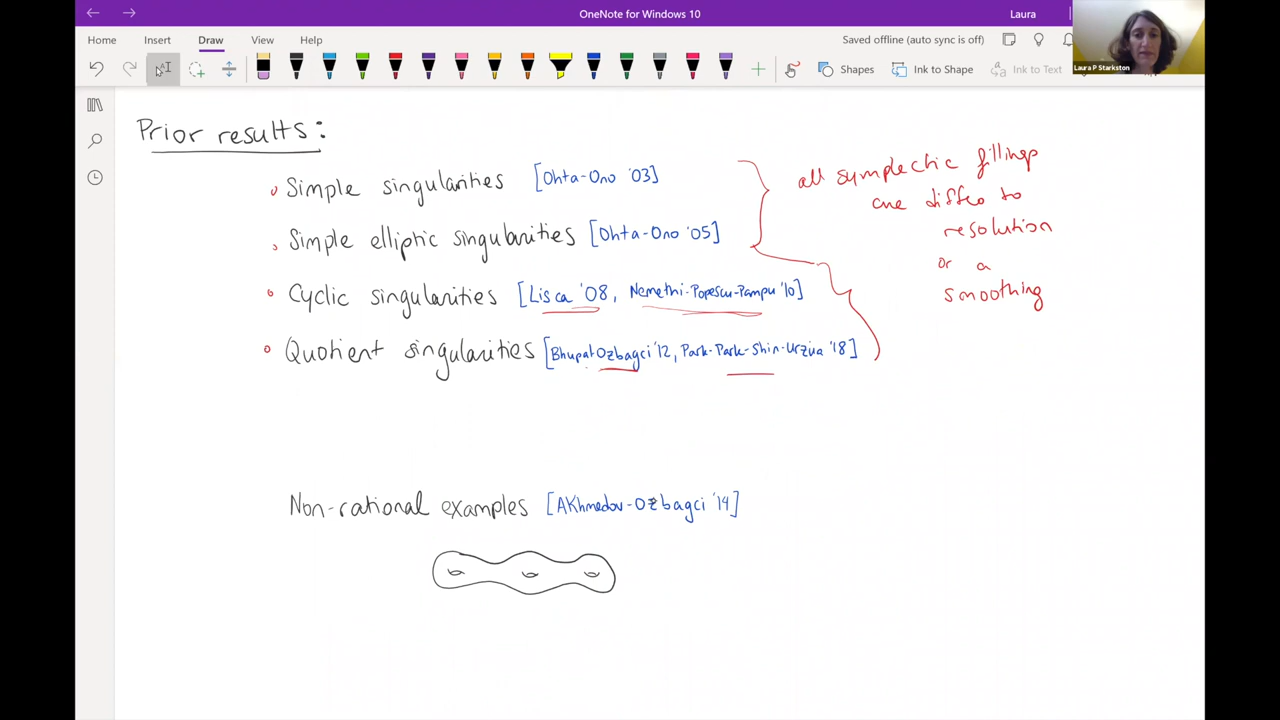 OneNote for Windows 10
Laura
Home Insert Draw View Help
Saved offline (auto sync is off)
Shapes Ink to Shape Ink to Text
Laura P Starkston
Prior results:
Simple singularities [Ohta-Ono '03]
Simple elliptic singularities [Ohta-Ono '05]
Cyclic singularities [Lisca '08, Nemethi-Popescu-Pampu '10]
Quotient singularities [Bhupal-Ozbagci '12, Park-Park-Shin-Urzua '18]
all symplectic fillings
are diffeo to
resolution
or a
smoothing
Non-rational examples [AKhmedov-Ozbagci '14]